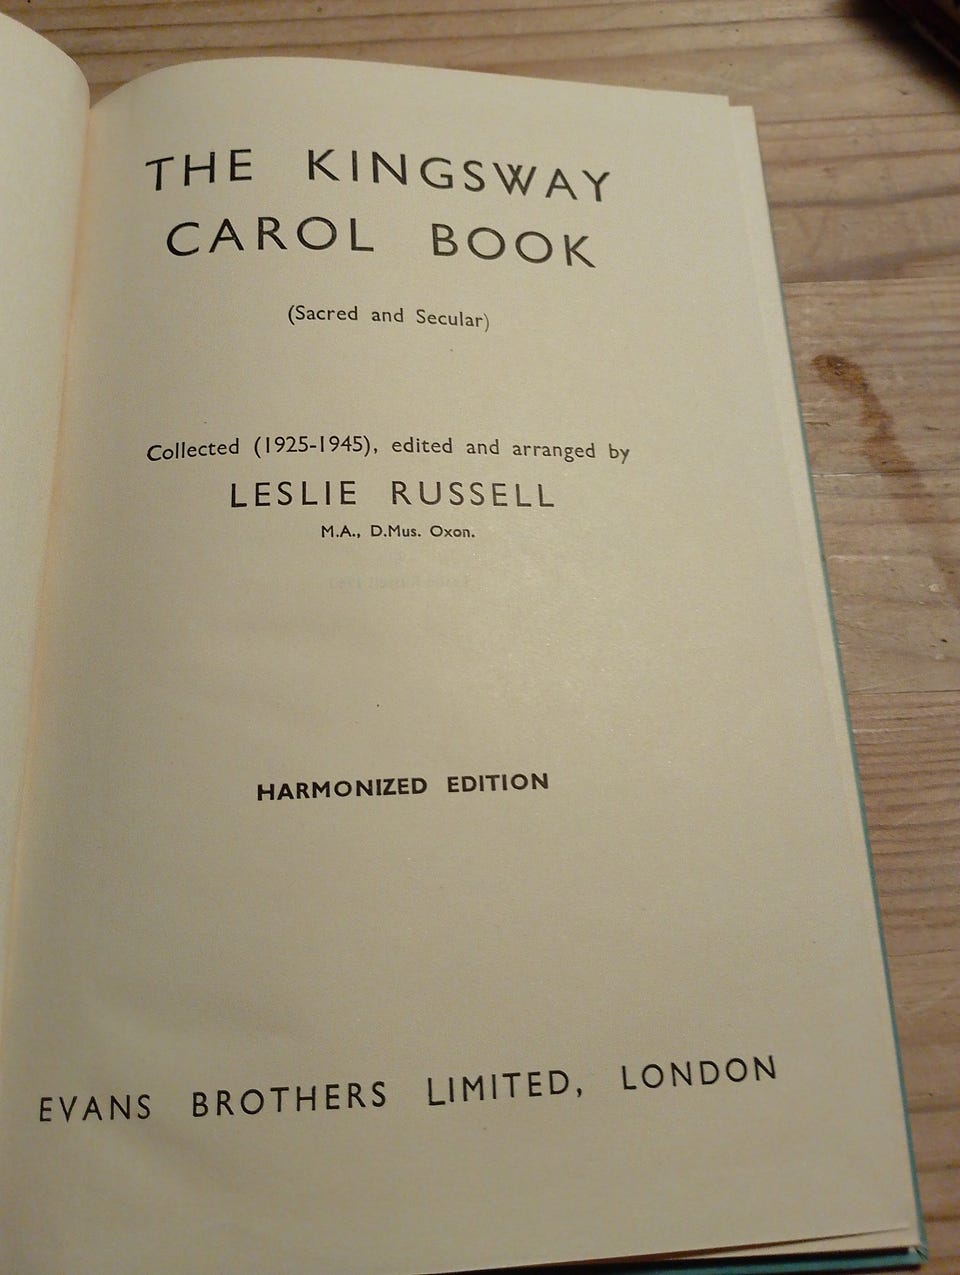 THE KINGSWAY
CAROL BOOK
(Sacred and Secular)
Collected (1925-1945), edited and arranged by
LESLIE RUSSELL
M.A., D.Mus. Oxon.
HARMONIZED EDITION
EVANS BROTHERS LIMITED, LONDON